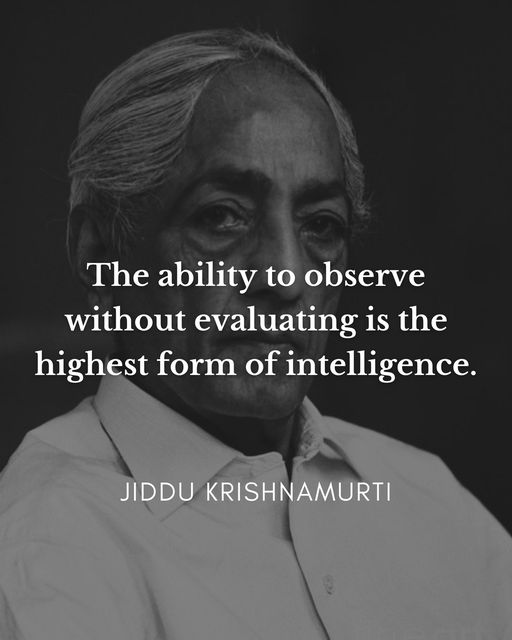 The ability to observe
without evaluating is the
highest form of intelligence.
JIDDU KRISHNAMURTI